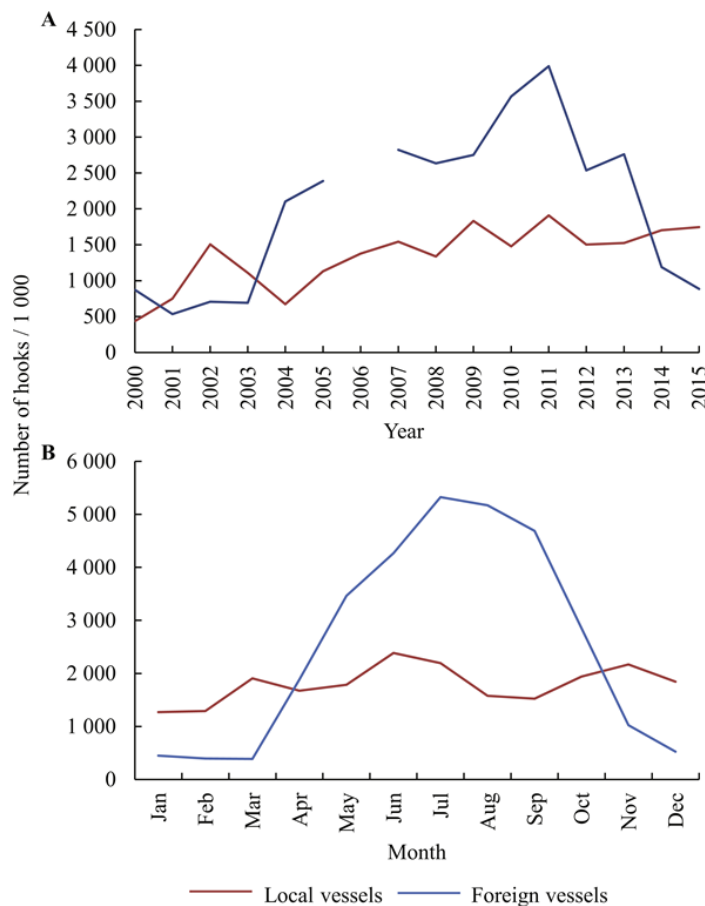 A
4 500
4 000
3 500
3 000
2 500
2 000
1 500
1 000
500
0
2000
2001
2002
2003
2004
2005
2006
2007
2008
2009
2010
2011
2012
2013
2014
2015
Year
Number of hooks / 1 000
B
6 000
5 000
4 000
3 000
2 000
1 000
0
Jan
Feb
Mar
Apr
May
Jun
Jul
Aug
Sep
Oct
Nov
Dec
Month
Local vessels
Foreign vessels